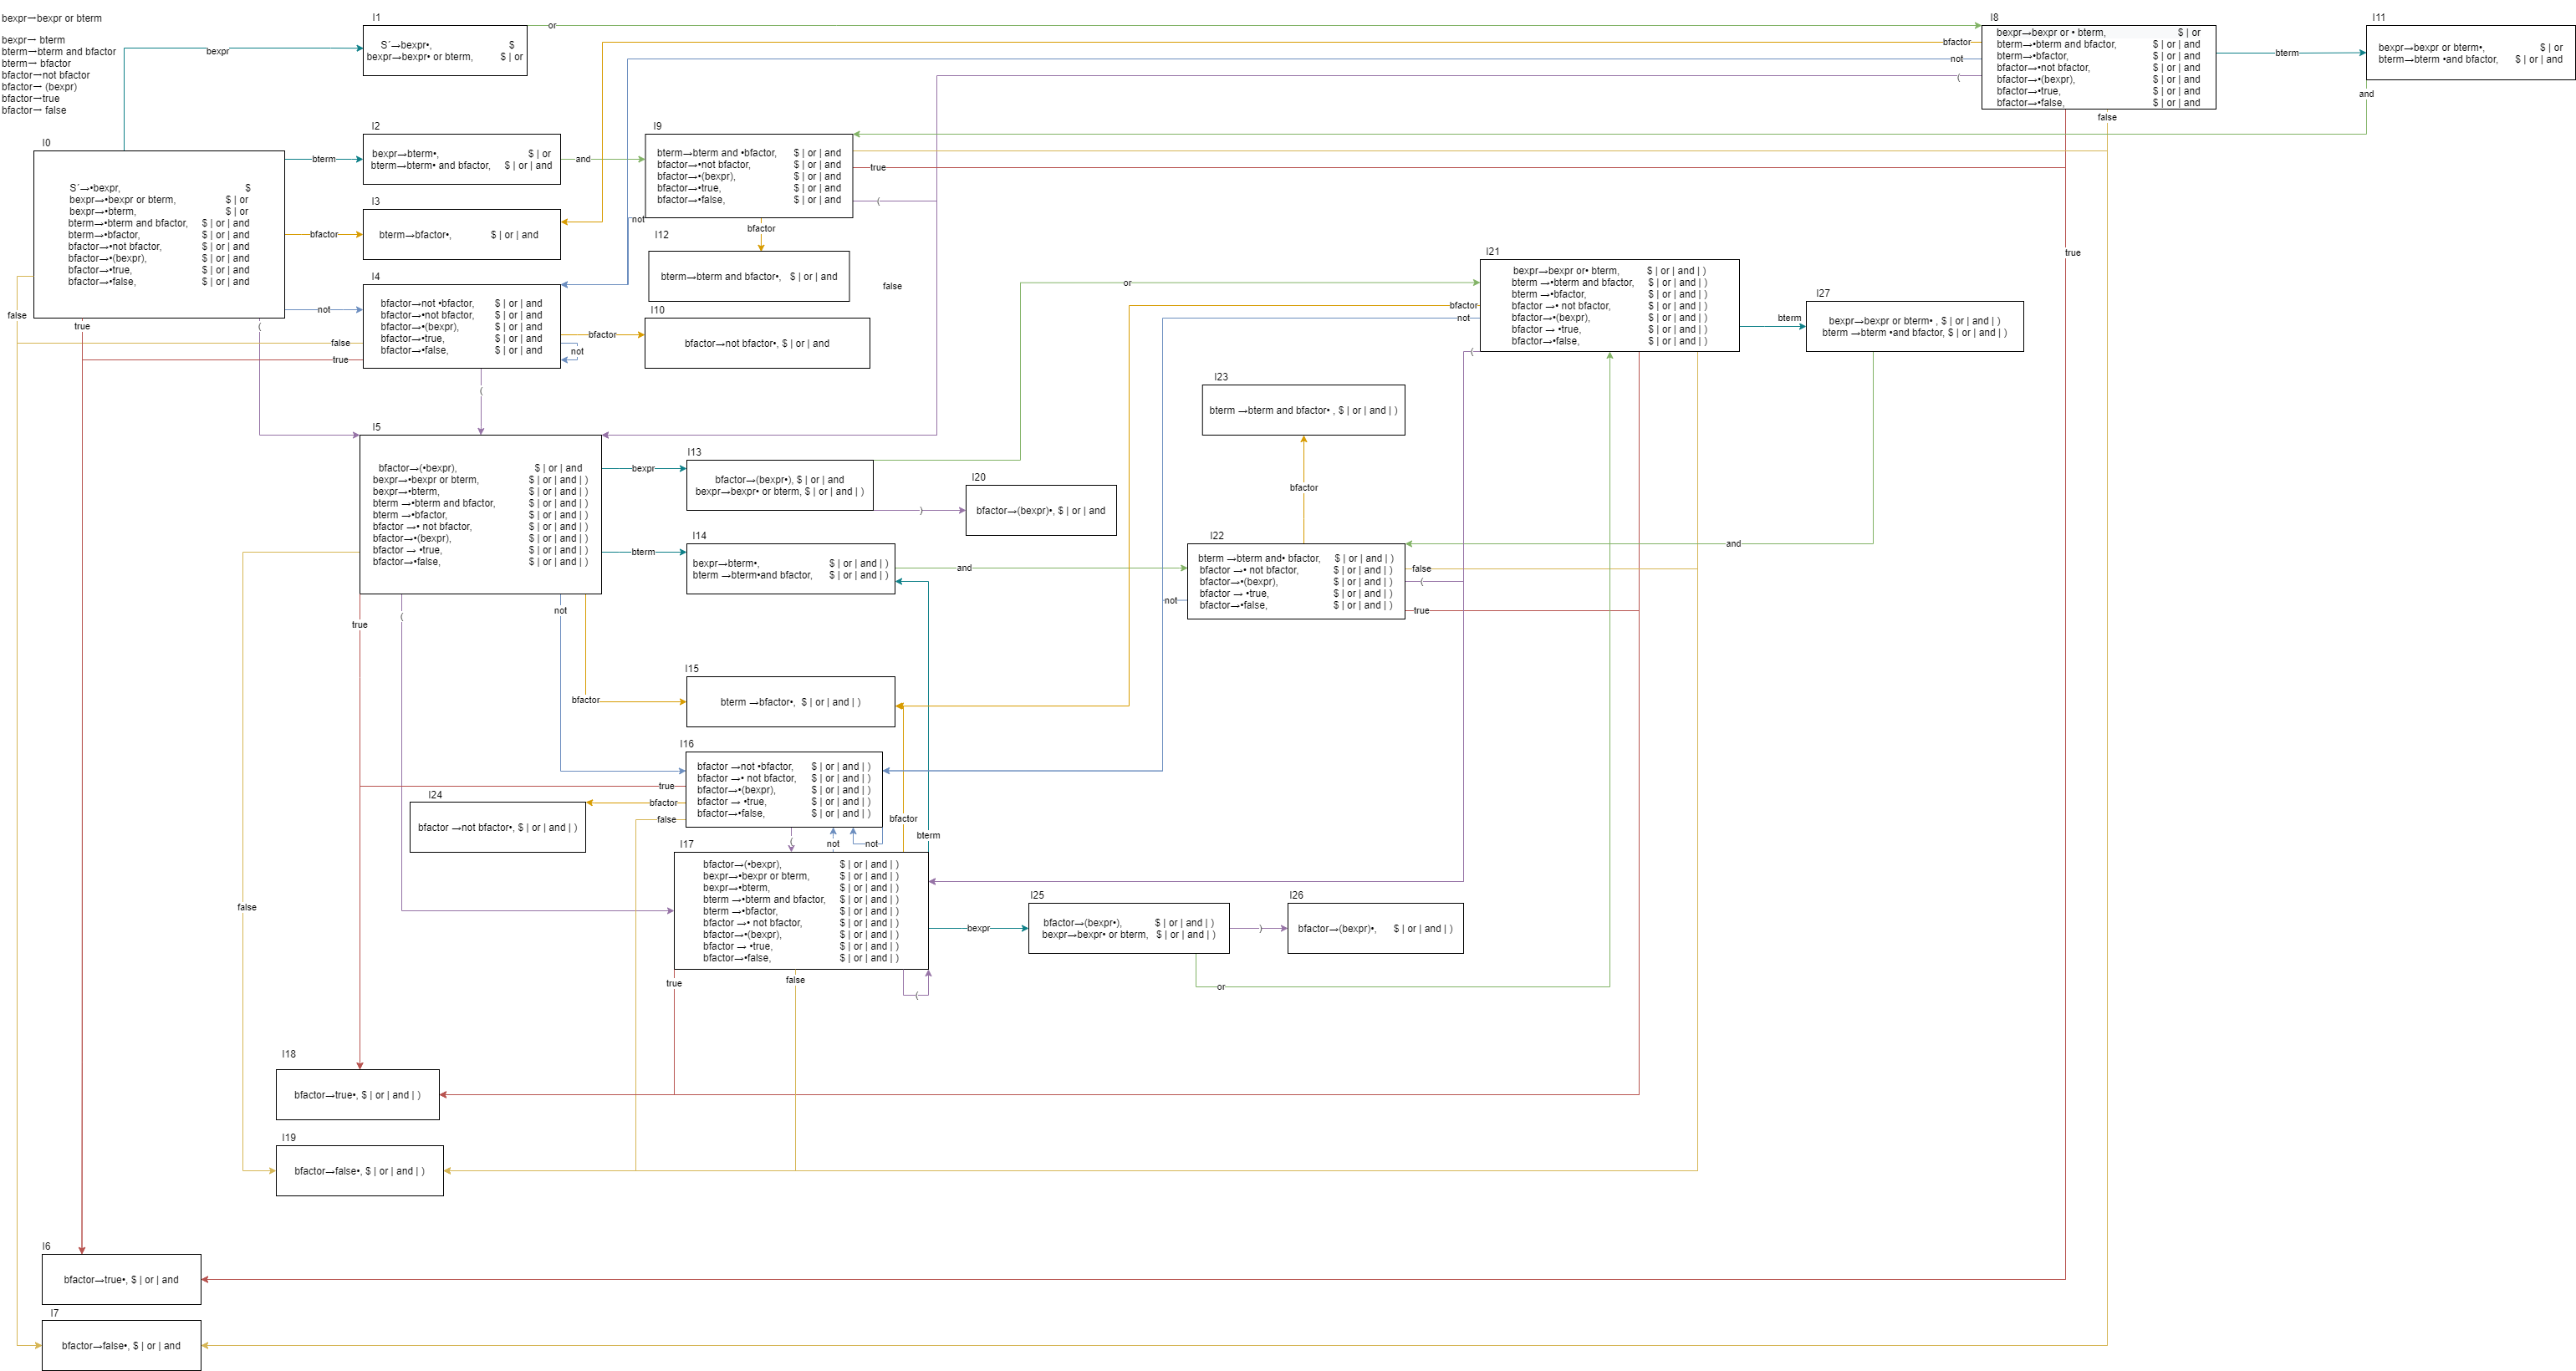 bexpr→bexpr or bterm
bexpr→ bterm
bterm→bterm and bfactor
bterm→ bfactor
bfactor→not bfactor
bfactor→ (bexpr)
bfactor→true
bfactor→ false
I0
S´→•bexpr, $
bexpr→•bexpr or bterm, $ | or
bexpr→•bterm, $ | or
bterm→•bterm and bfactor, $ | or | and
bterm→•bfactor, $ | or | and
bfactor→•not bfactor, $ | or | and
bfactor→•(bexpr), $ | or | and
bfactor→•true, $ | or | and
bfactor→•false, $ | or | and
bexpr
bterm
bfactor
not
(
true
false
I1
S´→bexpr•, $
bexpr→bexpr• or bterm, $ | or
or
I2
bexpr→bterm•, $ | or
bterm→bterm• and bfactor, $ | or | and
and
I3
bterm→bfactor•, $ | or | and
I4
bfactor→not •bfactor, $ | or | and
bfactor→•not bfactor, $ | or | and
bfactor→•(bexpr), $ | or | and
bfactor→•true, $ | or | and
bfactor→•false, $ | or | and
false
true
bfactor
not
(
I8
bexpr→bexpr or • bterm, $ | or
bterm→•bterm and bfactor, $ | or | and
bterm→•bfactor, $ | or | and
bfactor→•not bfactor, $ | or | and
bfactor→•(bexpr), $ | or | and
bfactor→•true, $ | or | and
bfactor→•false, $ | or | and
bfactor
not
(
bterm
false
true
I11
bexpr→bexpr or bterm•, $ | or
bterm→bterm •and bfactor, $ | or | and
and
I9
bterm→bterm and •bfactor, $ | or | and
bfactor→•not bfactor, $ | or | and
bfactor→•(bexpr), $ | or | and
bfactor→•true, $ | or | and
bfactor→•false, $ | or | and
true
(
not
bfactor
false
I12
bterm→bterm and bfactor•, $ | or | and
I10
bfactor→not bfactor•, $ | or | and
I21
bexpr→bexpr or• bterm, $ | or | and | )
bterm →•bterm and bfactor, $ | or | and | )
bterm →•bfactor, $ | or | and | )
bfactor →• not bfactor, $ | or | and | )
bfactor→•(bexpr), $ | or | and | )
bfactor → •true, $ | or | and | )
bfactor→•false, $ | or | and | )
or
bfactor
not
(
bterm
I27
bexpr→bexpr or bterm• , $ | or | and | )
bterm →bterm •and bfactor, $ | or | and | )
and
I23
bterm →bterm and bfactor• , $ | or | and | )
bfactor
I5
bfactor→(•bexpr), $ | or | and
bexpr→•bexpr or bterm, $ | or | and | )
bexpr→•bterm, $ | or | and | )
bterm →•bterm and bfactor, $ | or | and | )
bterm →•bfactor, $ | or | and | )
bfactor →• not bfactor, $ | or | and | )
bfactor→•(bexpr), $ | or | and | )
bfactor → •true, $ | or | and | )
bfactor→•false, $ | or | and | )
bexpr
bterm
true
(
not
bfactor
false
I13
bfactor→(bexpr•), $ | or | and
bexpr→bexpr• or bterm, $ | or | and | )
)
I20
bfactor→(bexpr)•, $ | or | and
I14
bexpr→bterm•, $ | or | and | )
bterm →bterm•and bfactor, $ | or | and | )
and
I22
bterm →bterm and• bfactor, $ | or | and | )
bfactor →• not bfactor, $ | or | and | )
bfactor→•(bexpr), $ | or | and | )
bfactor → •true, $ | or | and | )
bfactor→•false, $ | or | and | )
false
(
true
not
I15
bterm →bfactor•, $ | or | and | )
I16
bfactor →not •bfactor, $ | or | and | )
bfactor →• not bfactor, $ | or | and | )
bfactor→•(bexpr), $ | or | and | )
bfactor → •true, $ | or | and | )
bfactor→•false, $ | or | and | )
true
bfactor
false
(
not
not
bfactor
bterm
I24
bfactor →not bfactor•, $ | or | and | )
I17
bfactor→(•bexpr), $ | or | and | )
bexpr→•bexpr or bterm, $ | or | and | )
bexpr→•bterm, $ | or | and | )
bterm →•bterm and bfactor, $ | or | and | )
bterm →•bfactor, $ | or | and | )
bfactor →• not bfactor, $ | or | and | )
bfactor→•(bexpr), $ | or | and | )
bfactor → •true, $ | or | and | )
bfactor→•false, $ | or | and | )
true
false
(
bexpr
I25
bfactor→(bexpr•), $ | or | and | )
bexpr→bexpr• or bterm, $ | or | and | )
)
or
I26
bfactor→(bexpr)•, $ | or | and | )
I18
bfactor→true•, $ | or | and | )
I19
bfactor→false•, $ | or | and | )
I6
bfactor→true•, $ | or | and
I7
bfactor→false•, $ | or | and